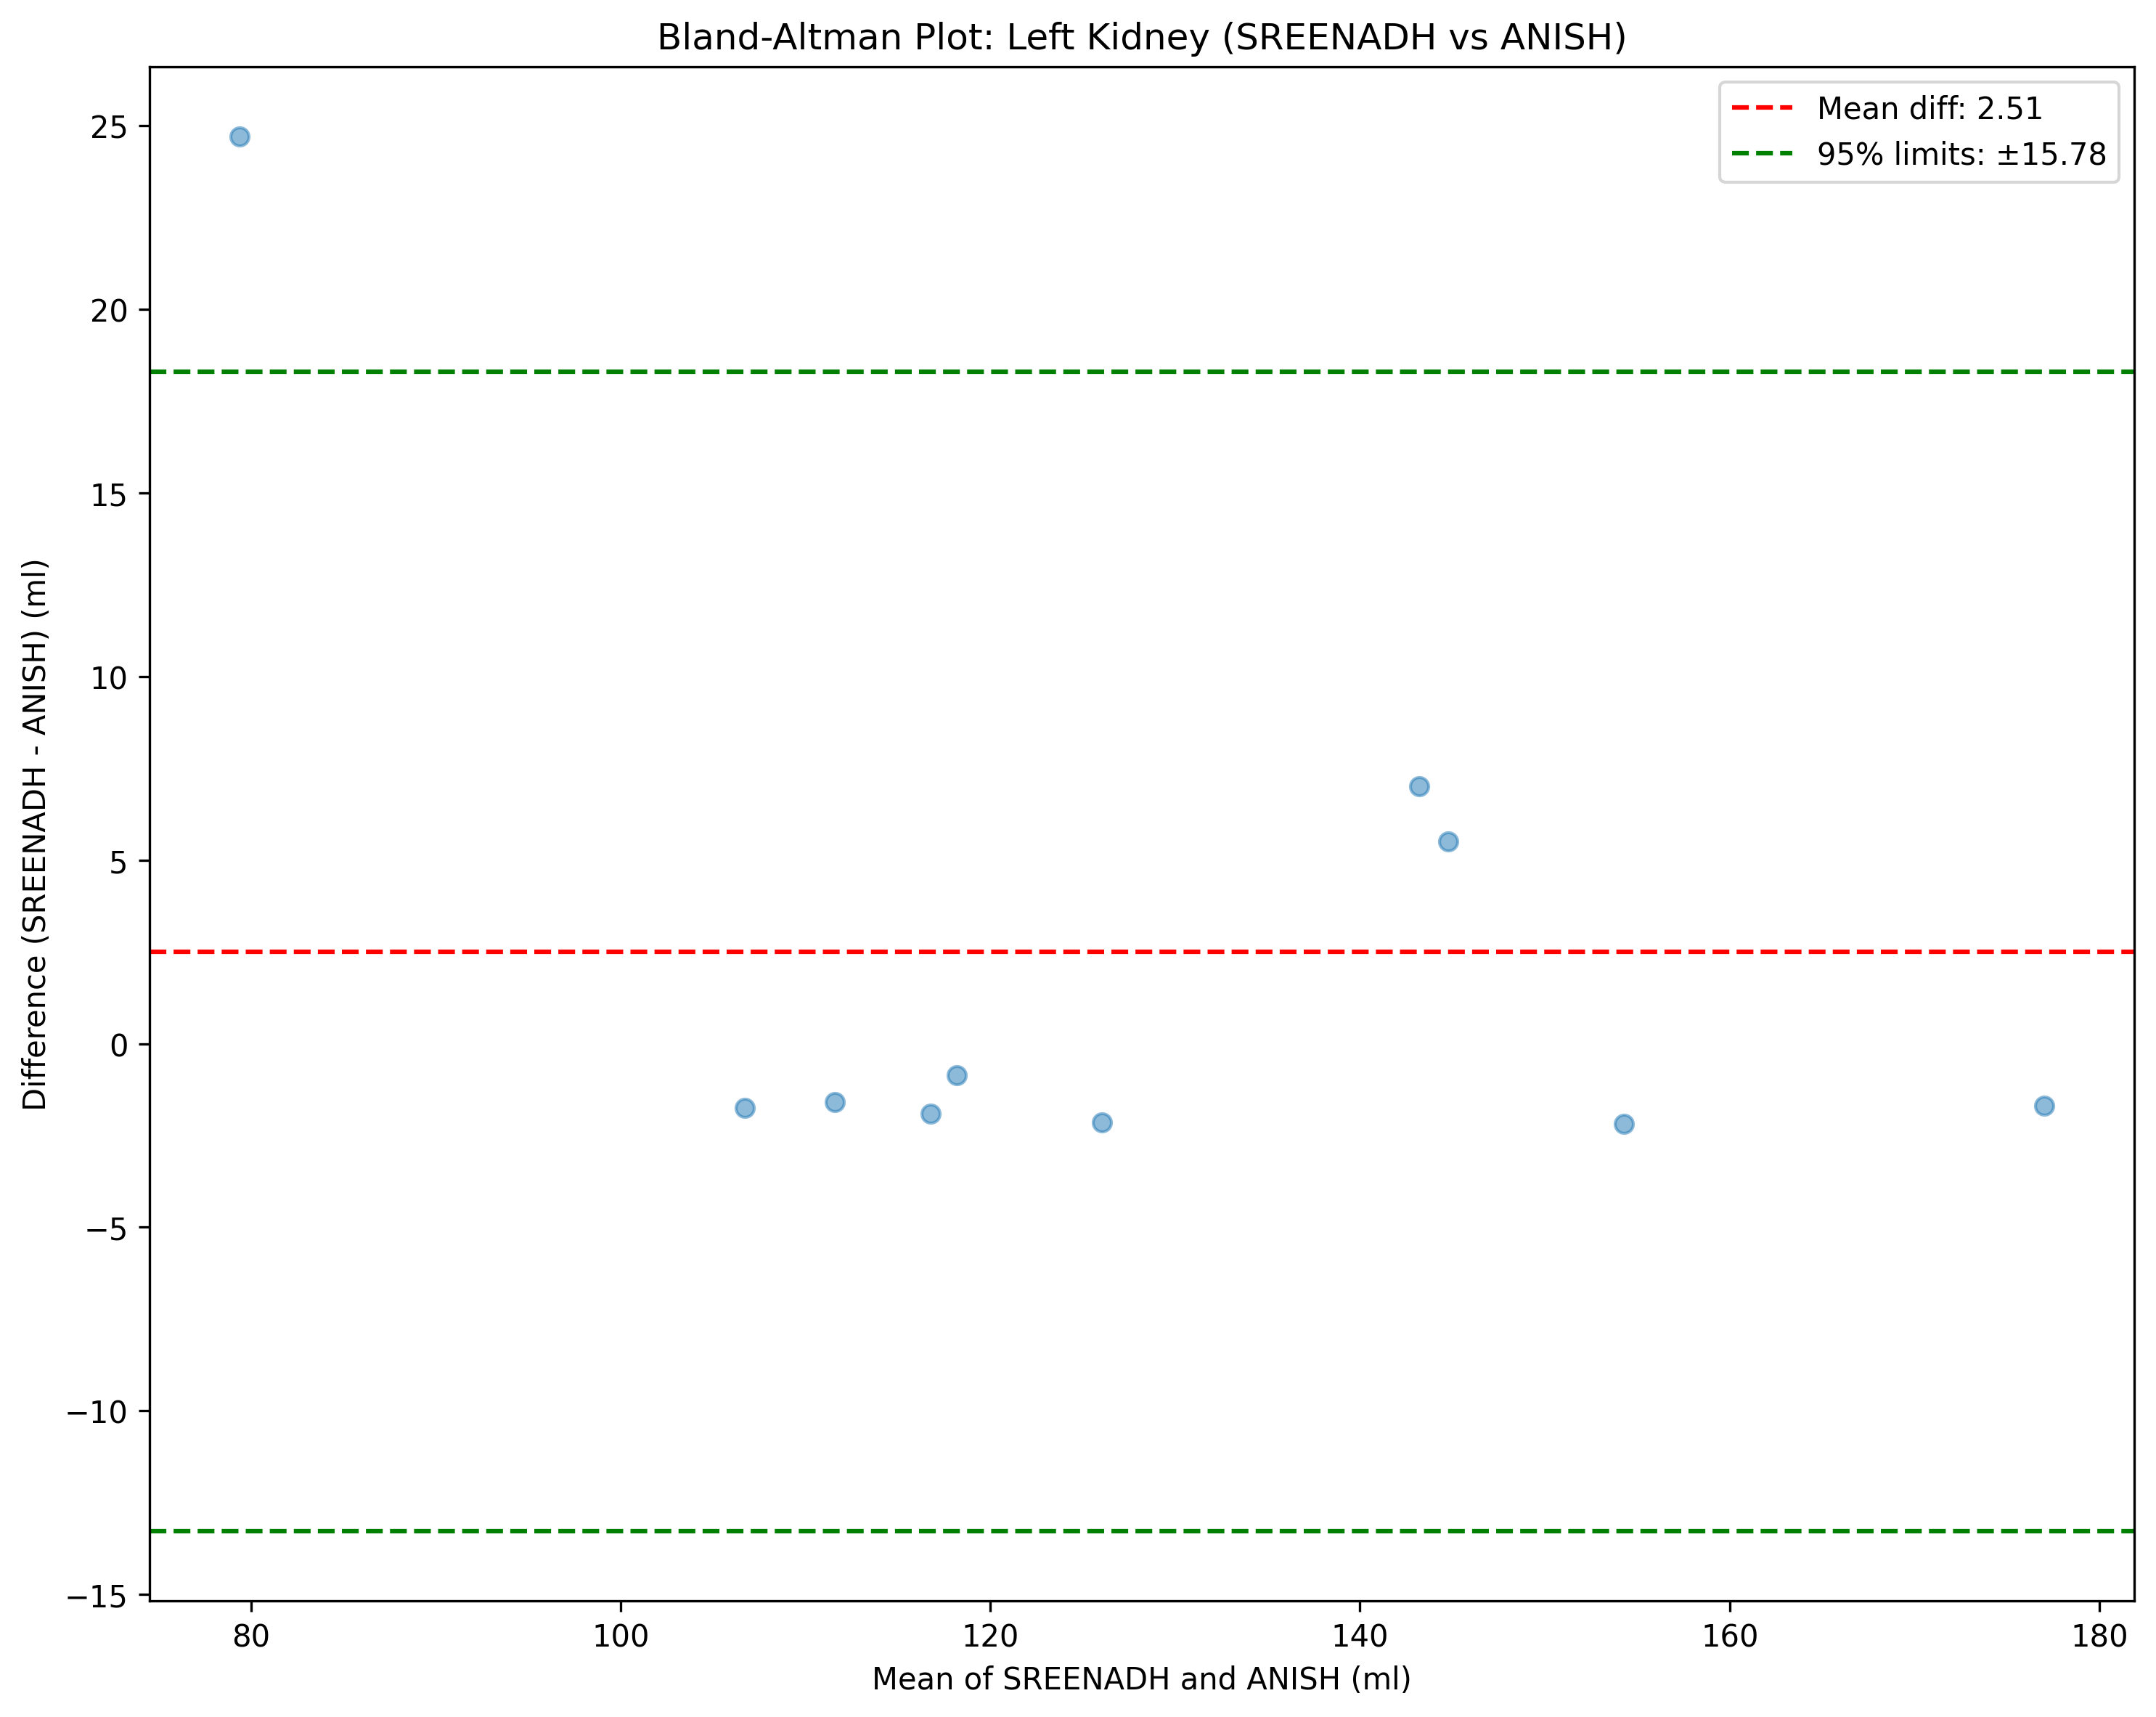 Bland-Altman Plot: Left Kidney (SREENADH vs ANISH)
Mean diff: 2.51
95% limits: ±15.78
Difference (SREENADH - ANISH) (ml)
25
20
15
10
5
0
−5
−10
−15
80 100 120 140 160 180
Mean of SREENADH and ANISH (ml)